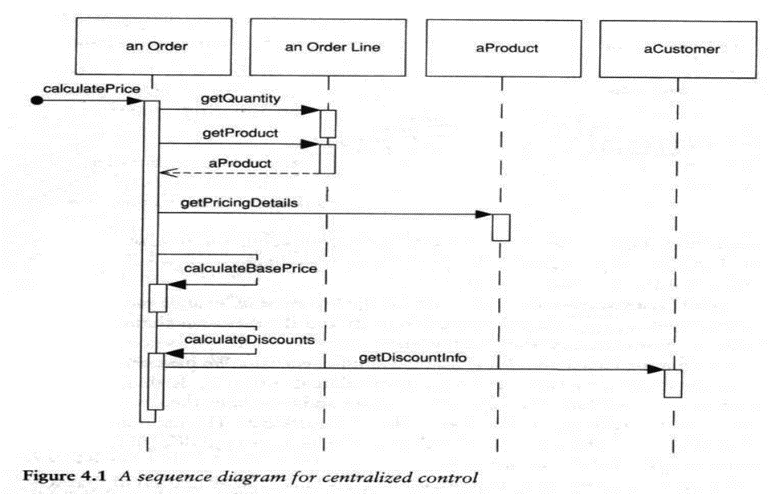 an Order
an Order Line
aProduct
aCustomer
calculatePrice
getQuantity
getProduct
aProduct
getPricingDetails
calculateBasePrice
calculateDiscounts
getDiscountInfo
Figure 4.1 A sequence diagram for centralized control